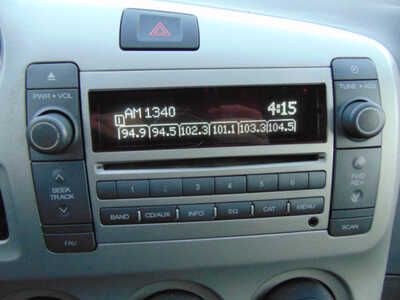 PWR • VOL
TUNE • ADJ
AM 1340 4:15
1 94.9 94.5 102.3 101.1 103.3 104.5
SEEK
TRACK
FWD
REV
1 2 3 4 5 6
BAND CD/AUX INFO EQ CAT MENU
FAV
SCAN